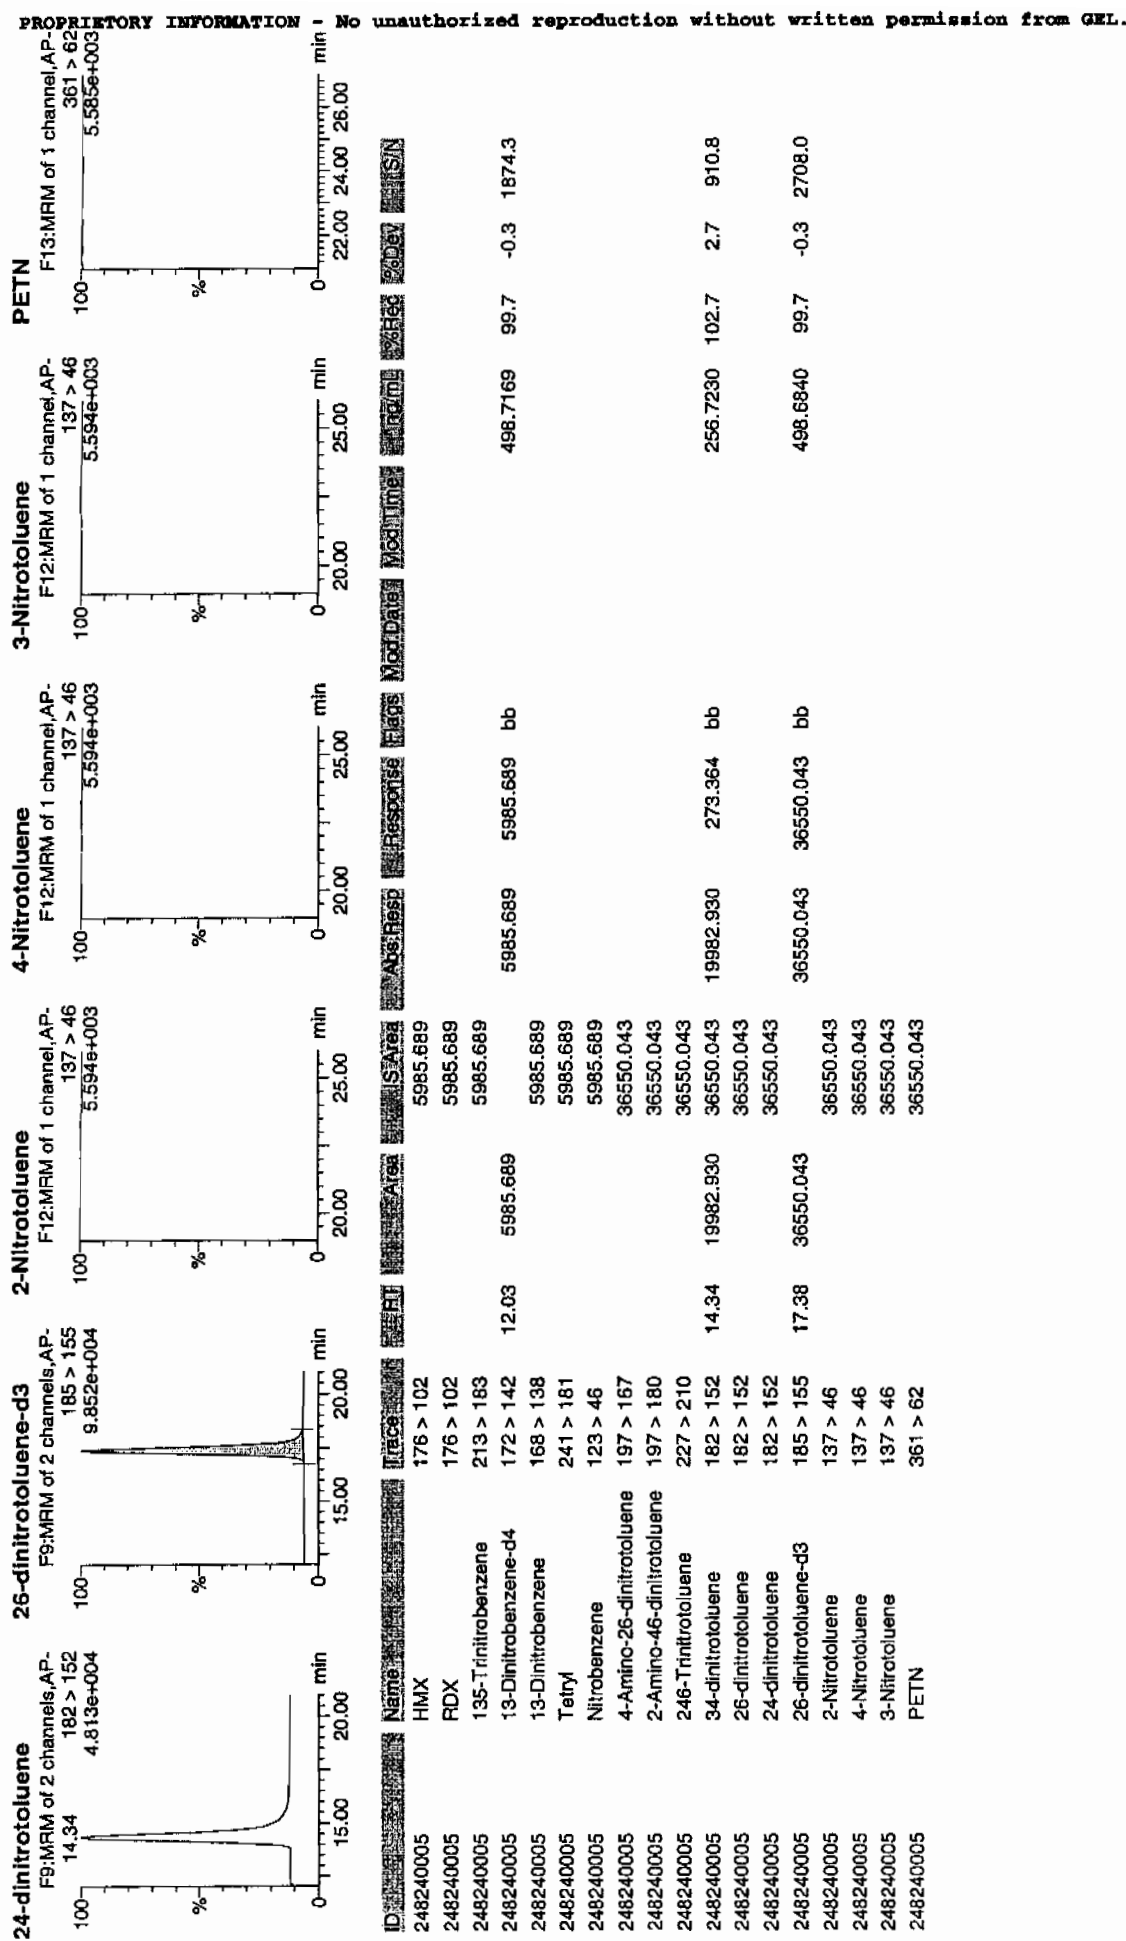 PROPRIETORY INFORMATION - No unauthorized reproduction without written permission from GEL.
24-dinitrotoluene
F9:MRM of 2 channels,AP-
14.34 182 > 152
4.813e+004
100
%
0
15.00 20.00 min
26-dinitrotoluene-d3
F9:MRM of 2 channels,AP-
185 > 155
9.852e+004
100
%
0
15.00 20.00 min
2-Nitrotoluene
F12:MRM of 1 channel,AP-
137 > 46
5.594e+003
100
%
0
20.00 25.00 min
4-Nitrotoluene
F12:MRM of 1 channel,AP-
137 > 46
5.594e+003
100
%
0
20.00 25.00 min
3-Nitrotoluene
F12:MRM of 1 channel,AP-
137 > 46
5.594e+003
100
%
0
20.00 25.00 min
PETN
F13:MRM of 1 channel,AP-
361 > 62
5.585e+003
100
%
0
22.00 24.00 26.00 min
ID Name Trace RT Area IS Area Abs.Resp Response Flags Mod.Date Mod.Time ng/mL %Rec %Dev S/N
248240005 HMX 176 > 102 5985.689
248240005 RDX 176 > 102 5985.689
248240005 135-Trinitrobenzene 213 > 183 5985.689
248240005 13-Dinitrobenzene-d4 172 > 142 12.03 5985.689 5985.689 5985.689 bb 498.7169 99.7 -0.3 1874.3
248240005 13-Dinitrobenzene 168 > 138 5985.689
248240005 Tetryl 241 > 181 5985.689
248240005 Nitrobenzene 123 > 46 5985.689
248240005 4-Amino-26-dinitrotoluene 197 > 167 36550.043
248240005 2-Amino-46-dinitrotoluene 197 > 180 36550.043
248240005 246-Trinitrotoluene 227 > 210 36550.043
248240005 34-dinitrotoluene 182 > 152 14.34 19982.930 36550.043 19982.930 273.364 bb 256.7230 102.7 2.7 910.8
248240005 26-dinitrotoluene 182 > 152 36550.043
248240005 24-dinitrotoluene 182 > 152 36550.043
248240005 26-dinitrotoluene-d3 185 > 155 17.38 36550.043 36550.043 36550.043 bb 498.6840 99.7 -0.3 2708.0
248240005 2-Nitrotoluene 137 > 46 36550.043
248240005 4-Nitrotoluene 137 > 46 36550.043
248240005 3-Nitrotoluene 137 > 46 36550.043
248240005 PETN 361 > 62 36550.043